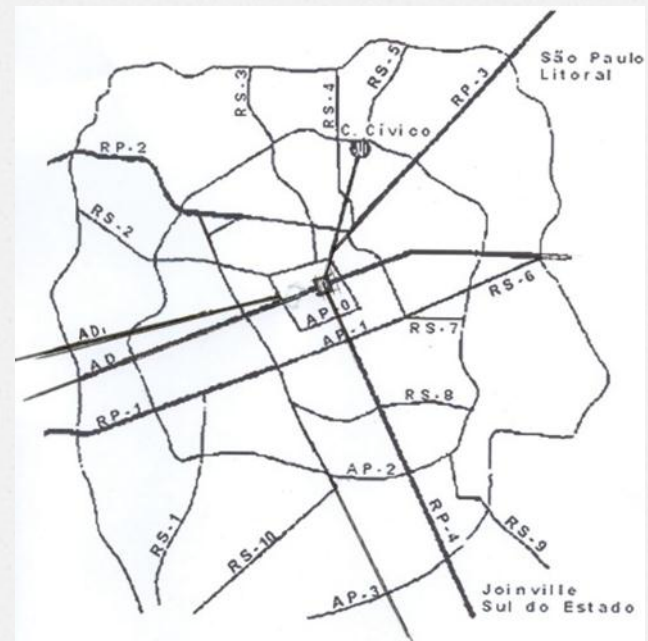 São Paulo
Litoral
RS-3
RS-4
RS-5
RP-3
C. Cívico
RP-2
RS-2
RS-6
AP-0
AD₁
AD
AP-1
RS-7
RP-1
RS-8
AP-2
RS-1
RS-10
RP-4
RS-9
AP-3
Joinville
Sul do Estado